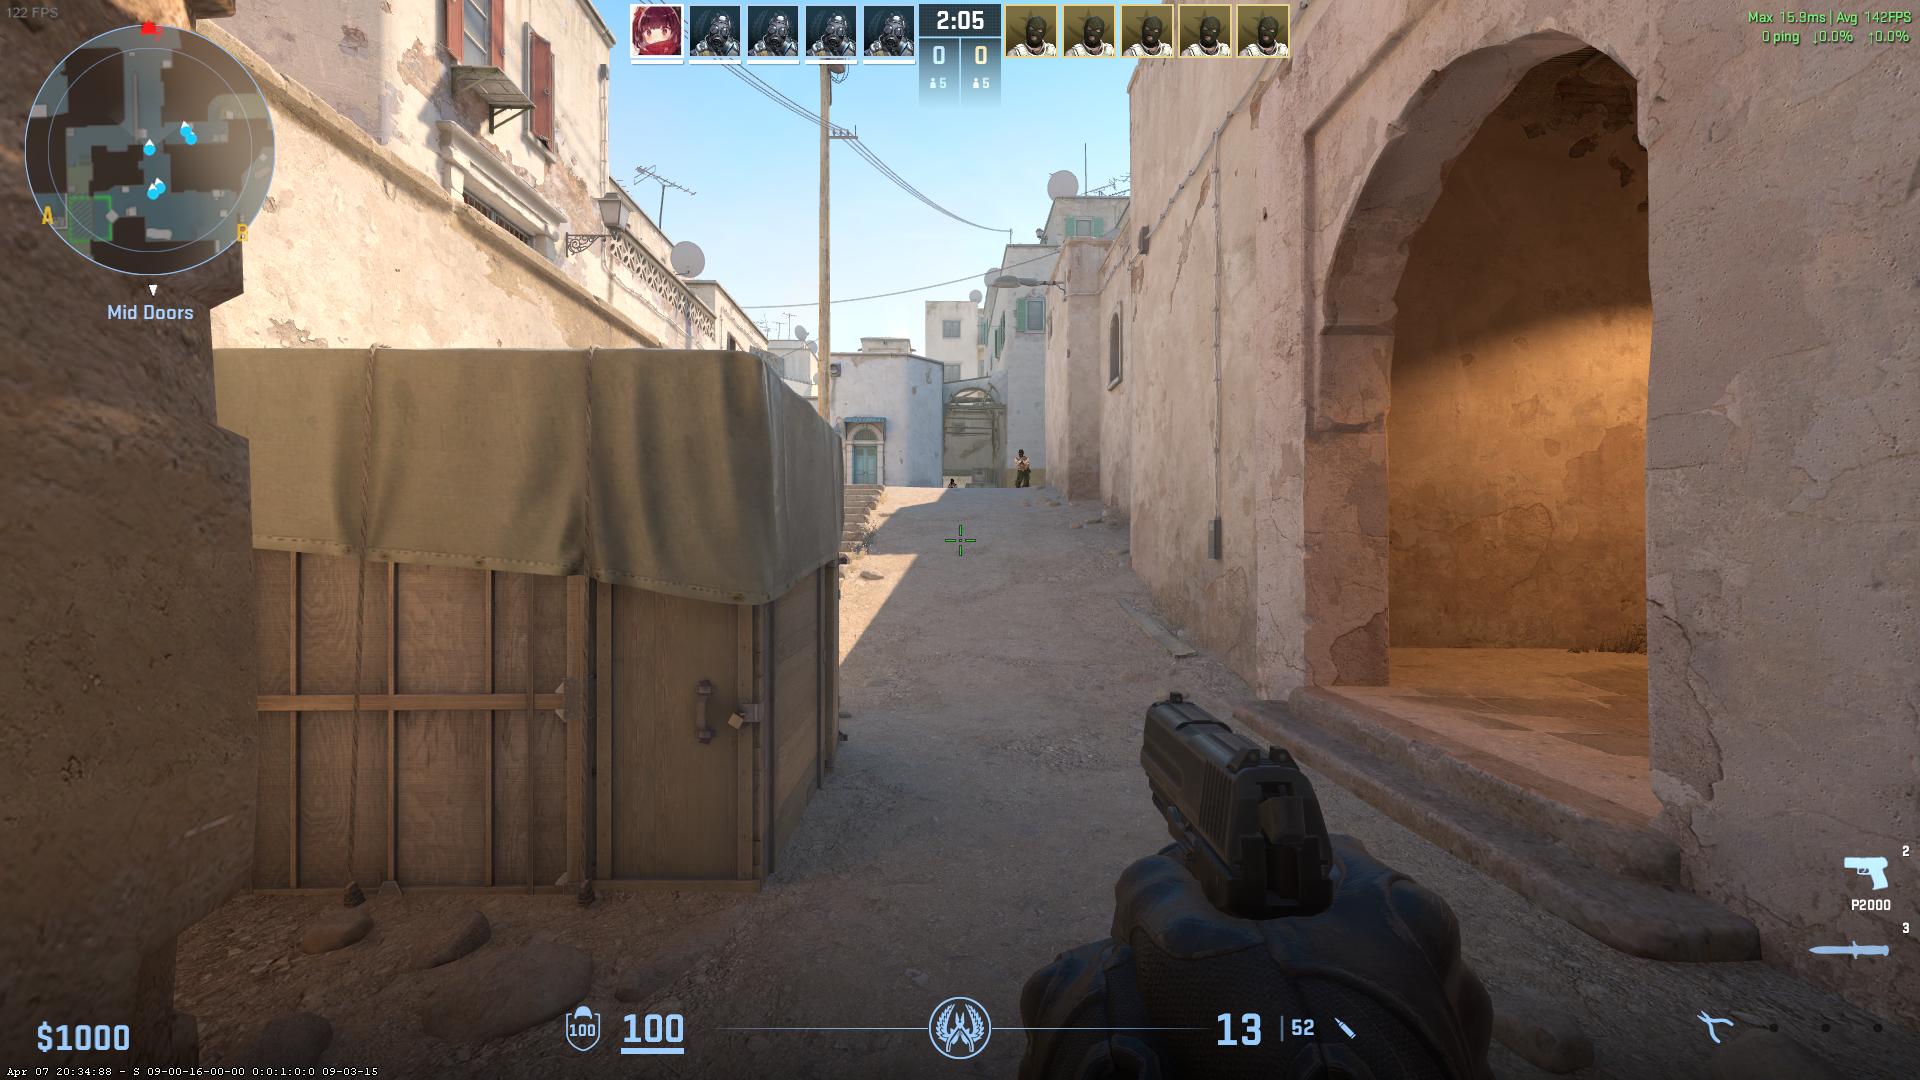 122 FPS
2:05
0 0
5 5
Max 15.9ms | Avg 142FPS
0 ping ↓0.0% ↑0.0%
A
B
Mid Doors
2
P2000
3
$1000
100
100
13 | 52
Apr 07 20:34:88 - S 09-00-16-00-00 0:0:1:0:0 09-03-15